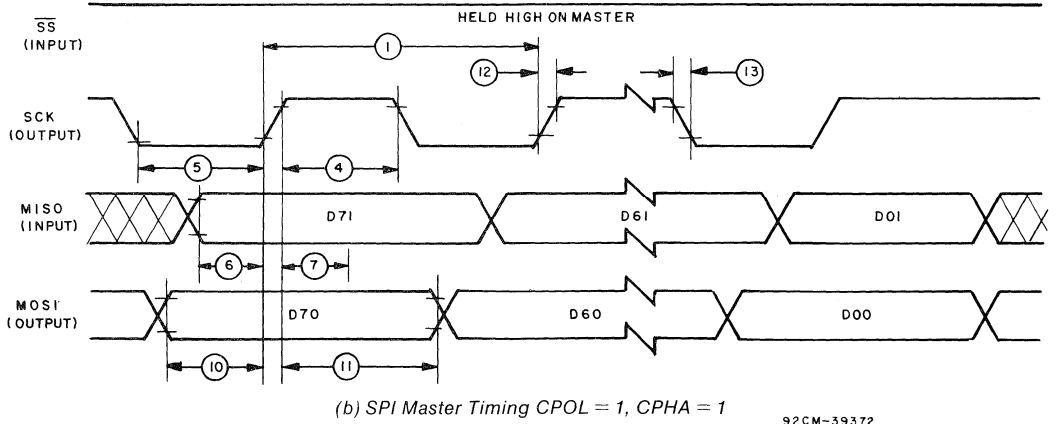 HELD HIGH ON MASTER
SS
(INPUT)
1
12
13
SCK
(OUTPUT)
5
4
MISO
(INPUT)
D71
D61
D01
6
7
MOSI
(OUTPUT)
D70
D60
D00
10
11
(b) SPI Master Timing CPOL = 1, CPHA = 1
92CM-39372